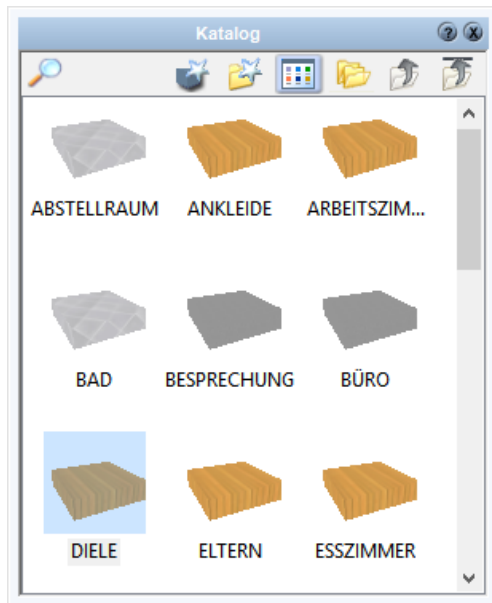 Katalog
ABSTELLRAUM ANKLEIDE ARBEITSZIM...
BAD BESPRECHUNG BÜRO
DIELE ELTERN ESSZIMMER